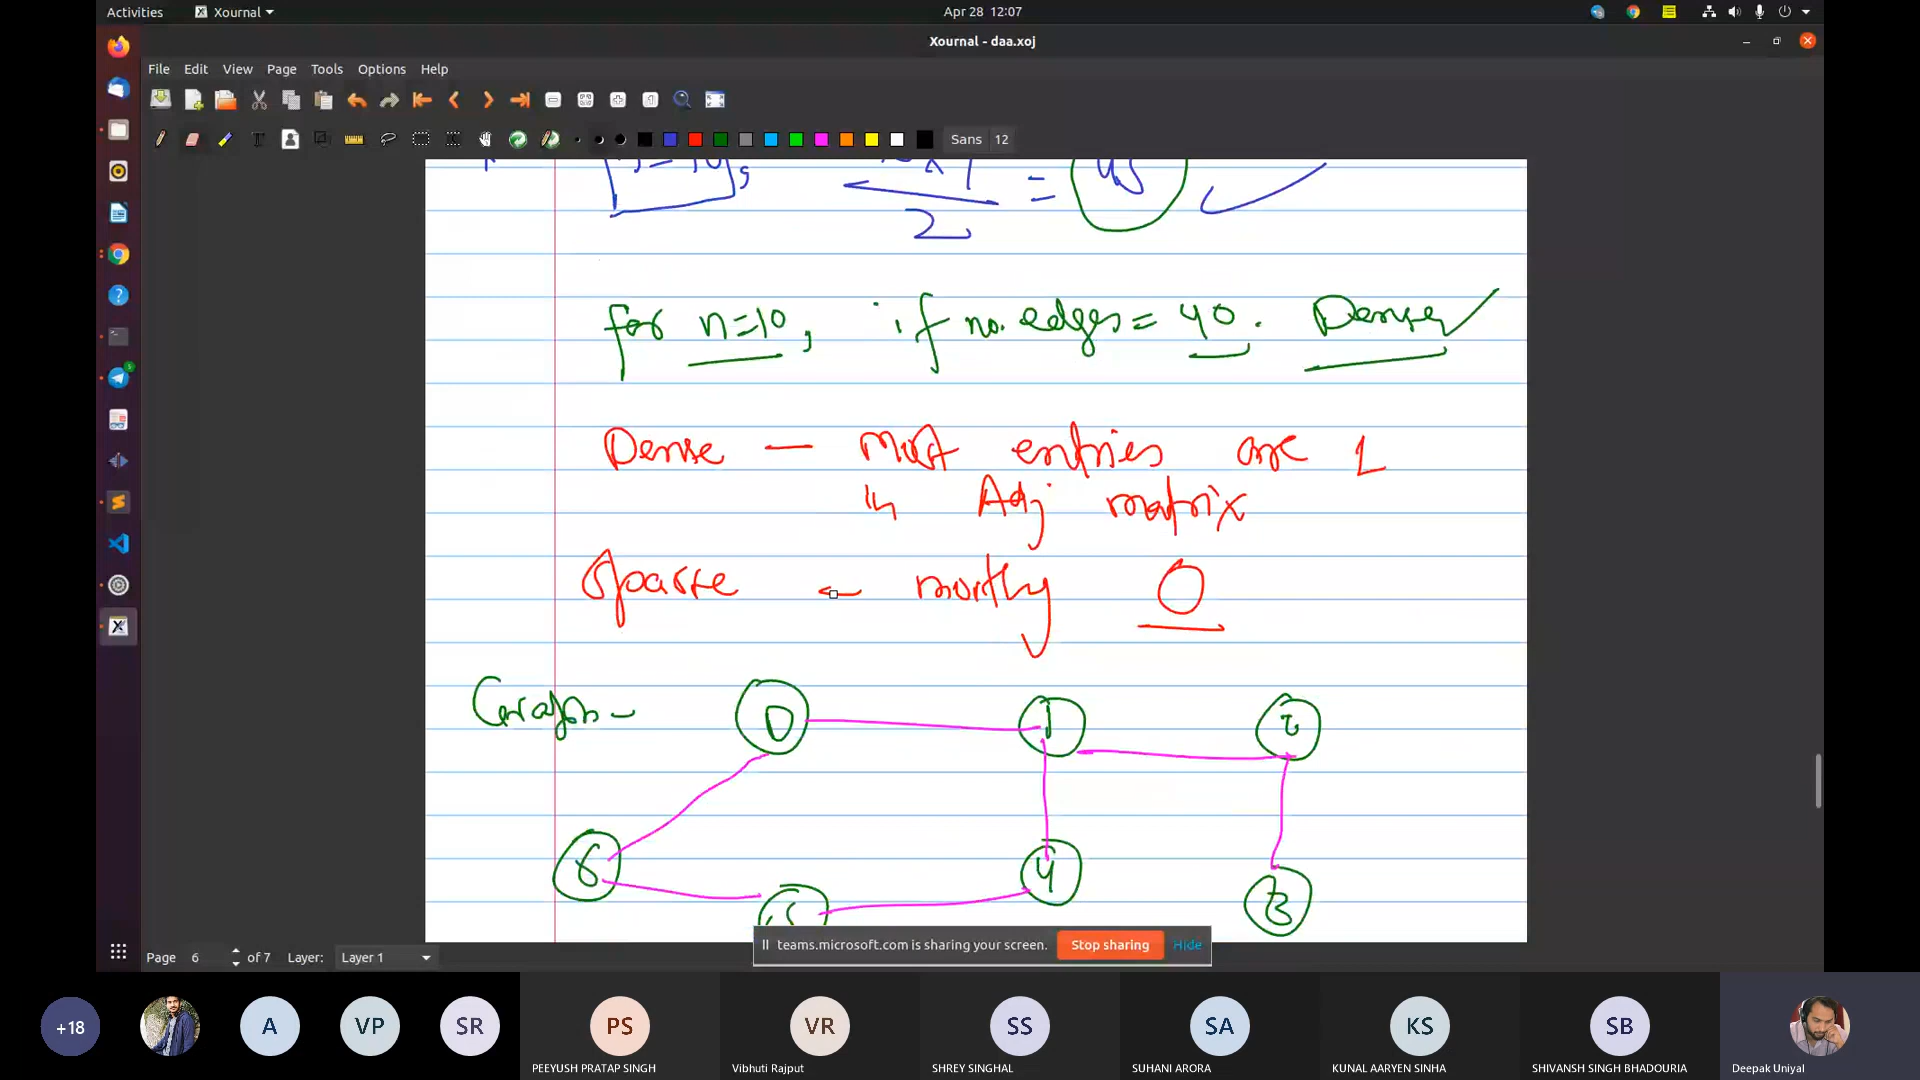 Activities Xournal Apr 28 12:07
Xournal - daa.xoj
File Edit View Page Tools Options Help
Sans 12
2 = 45
for n=10, if no. edges = 40. Dense
Dense — Most entries are 1
in Adj matrix
Sparse — mostly 0
Graph -
0 1 2
6 5 4 3
teams.microsoft.com is sharing your screen. Stop sharing Hide
Page 6 of 7 Layer: Layer 1
+18 A VP SR PS VR SS SA KS SB
PEEYUSH PRATAP SINGH Vibhuti Rajput SHREY SINGHAL SUHANI ARORA KUNAL AARYEN SINHA SHIVANSH SINGH BHADOURIA Deepak Uniyal